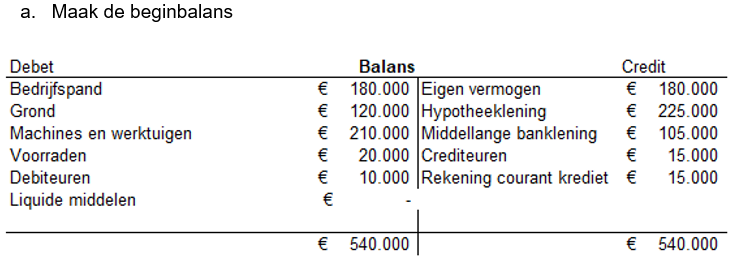 a. Maak de beginbalans
Debet Balans Credit
Bedrijfspand € 180.000 Eigen vermogen € 180.000
Grond € 120.000 Hypotheeklening € 225.000
Machines en werktuigen € 210.000 Middellange banklening € 105.000
Voorraden € 20.000 Crediteuren € 15.000
Debiteuren € 10.000 Rekening courant krediet € 15.000
Liquide middelen € -
€ 540.000 € 540.000